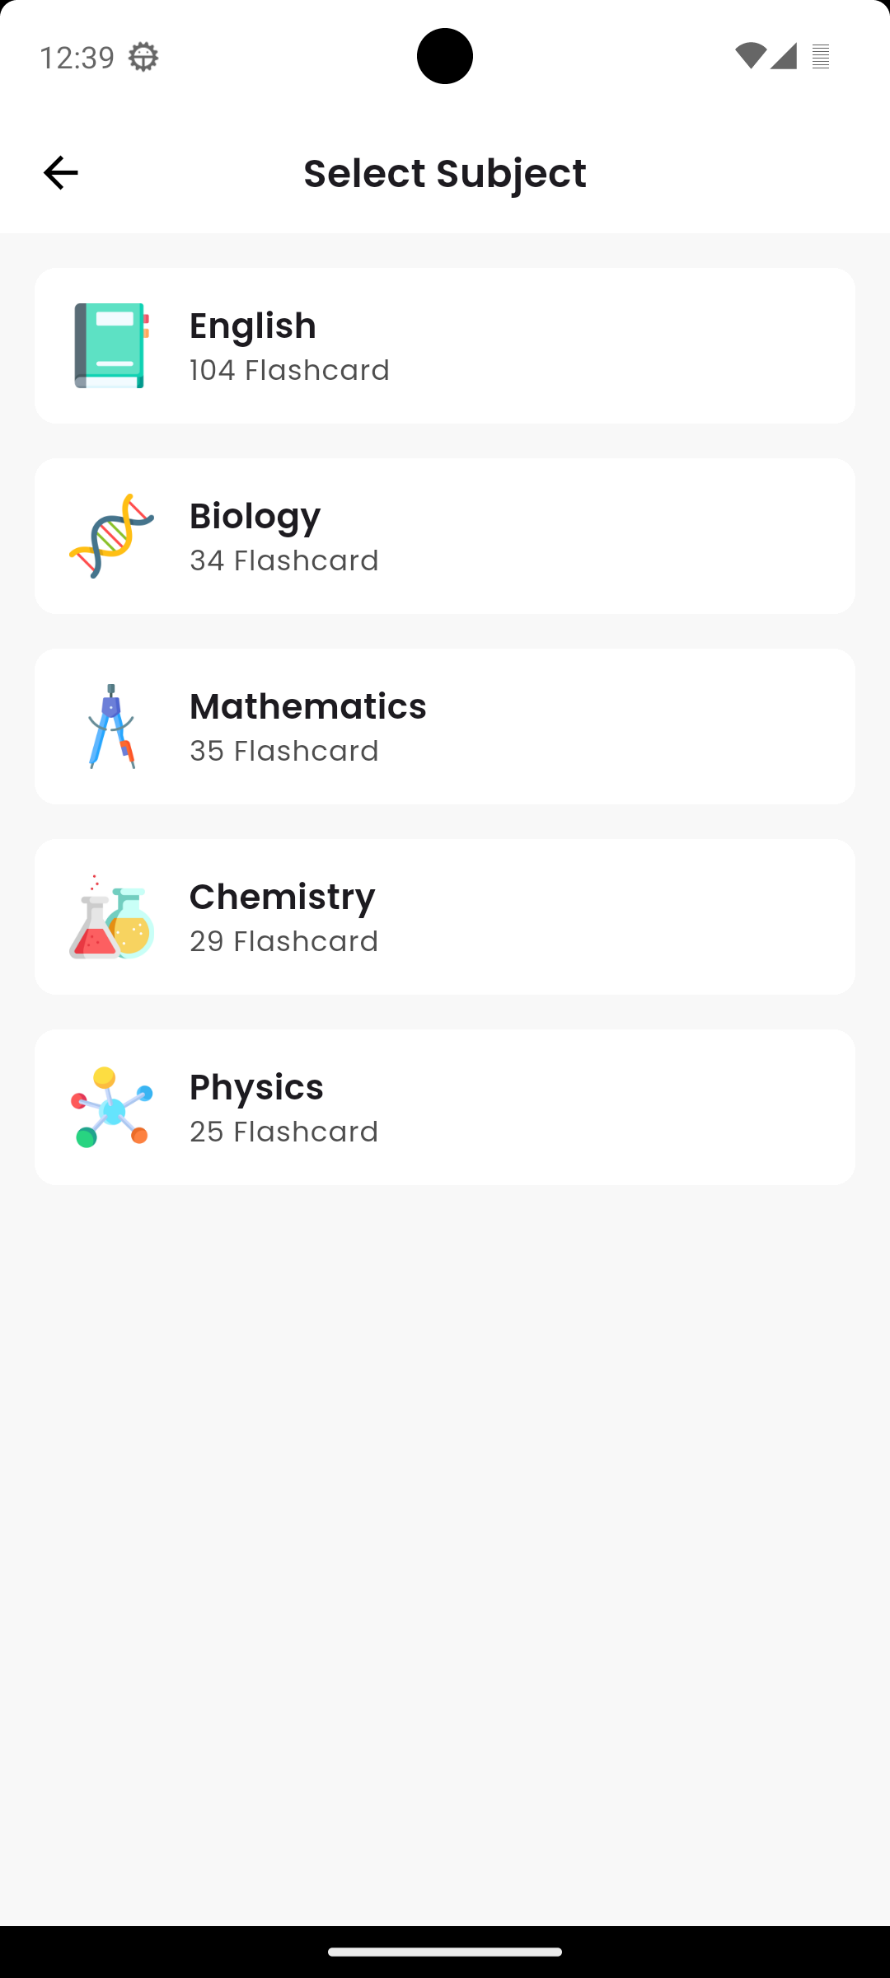 12:39
Select Subject
English
104 Flashcard
Biology
34 Flashcard
Mathematics
35 Flashcard
Chemistry
29 Flashcard
Physics
25 Flashcard